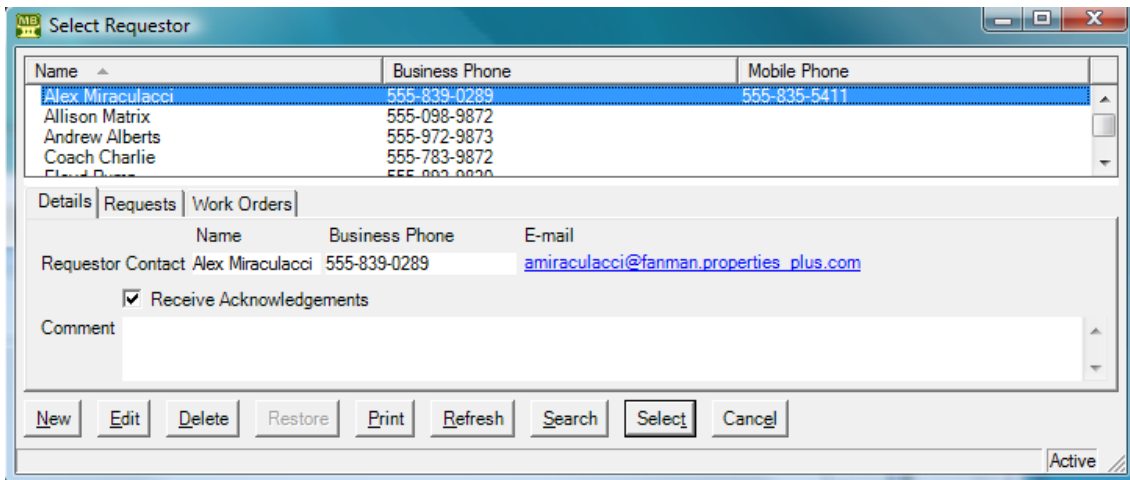 MB
Select Requestor
Name Business Phone Mobile Phone
Alex Miraculacci 555-839-0289 555-835-5411
Allison Matrix 555-098-9872
Andrew Alberts 555-972-9873
Coach Charlie 555-783-9872
Details Requests Work Orders
Name Business Phone E-mail
Requestor Contact Alex Miraculacci 555-839-0289 amiraculacci@fanman.properties_plus.com
Receive Acknowledgements
Comment
New Edit Delete Restore Print Refresh Search Select Cancel
Active